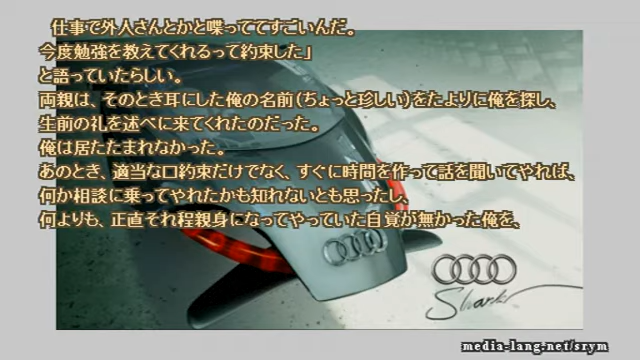 仕事で外人さんとかと喋っててすごいんだ。
今度勉強を教えてくれるって約束した」
と語っていたらしい。
両親は、そのとき耳にした俺の名前(ちょっと珍しい)をたよりに俺を探し、
生前の礼を述べに来てくれたのだった。
俺は居たたまれなかった。
あのとき、適当な口約束だけでなく、すぐに時間を作って話を聞いてやれば、
何か相談に乗ってやれたかも知れないとも思ったし、
何よりも、正直それ程親身になってやっていた自覚が無かった俺を、
Shark
media-lang-net/srym